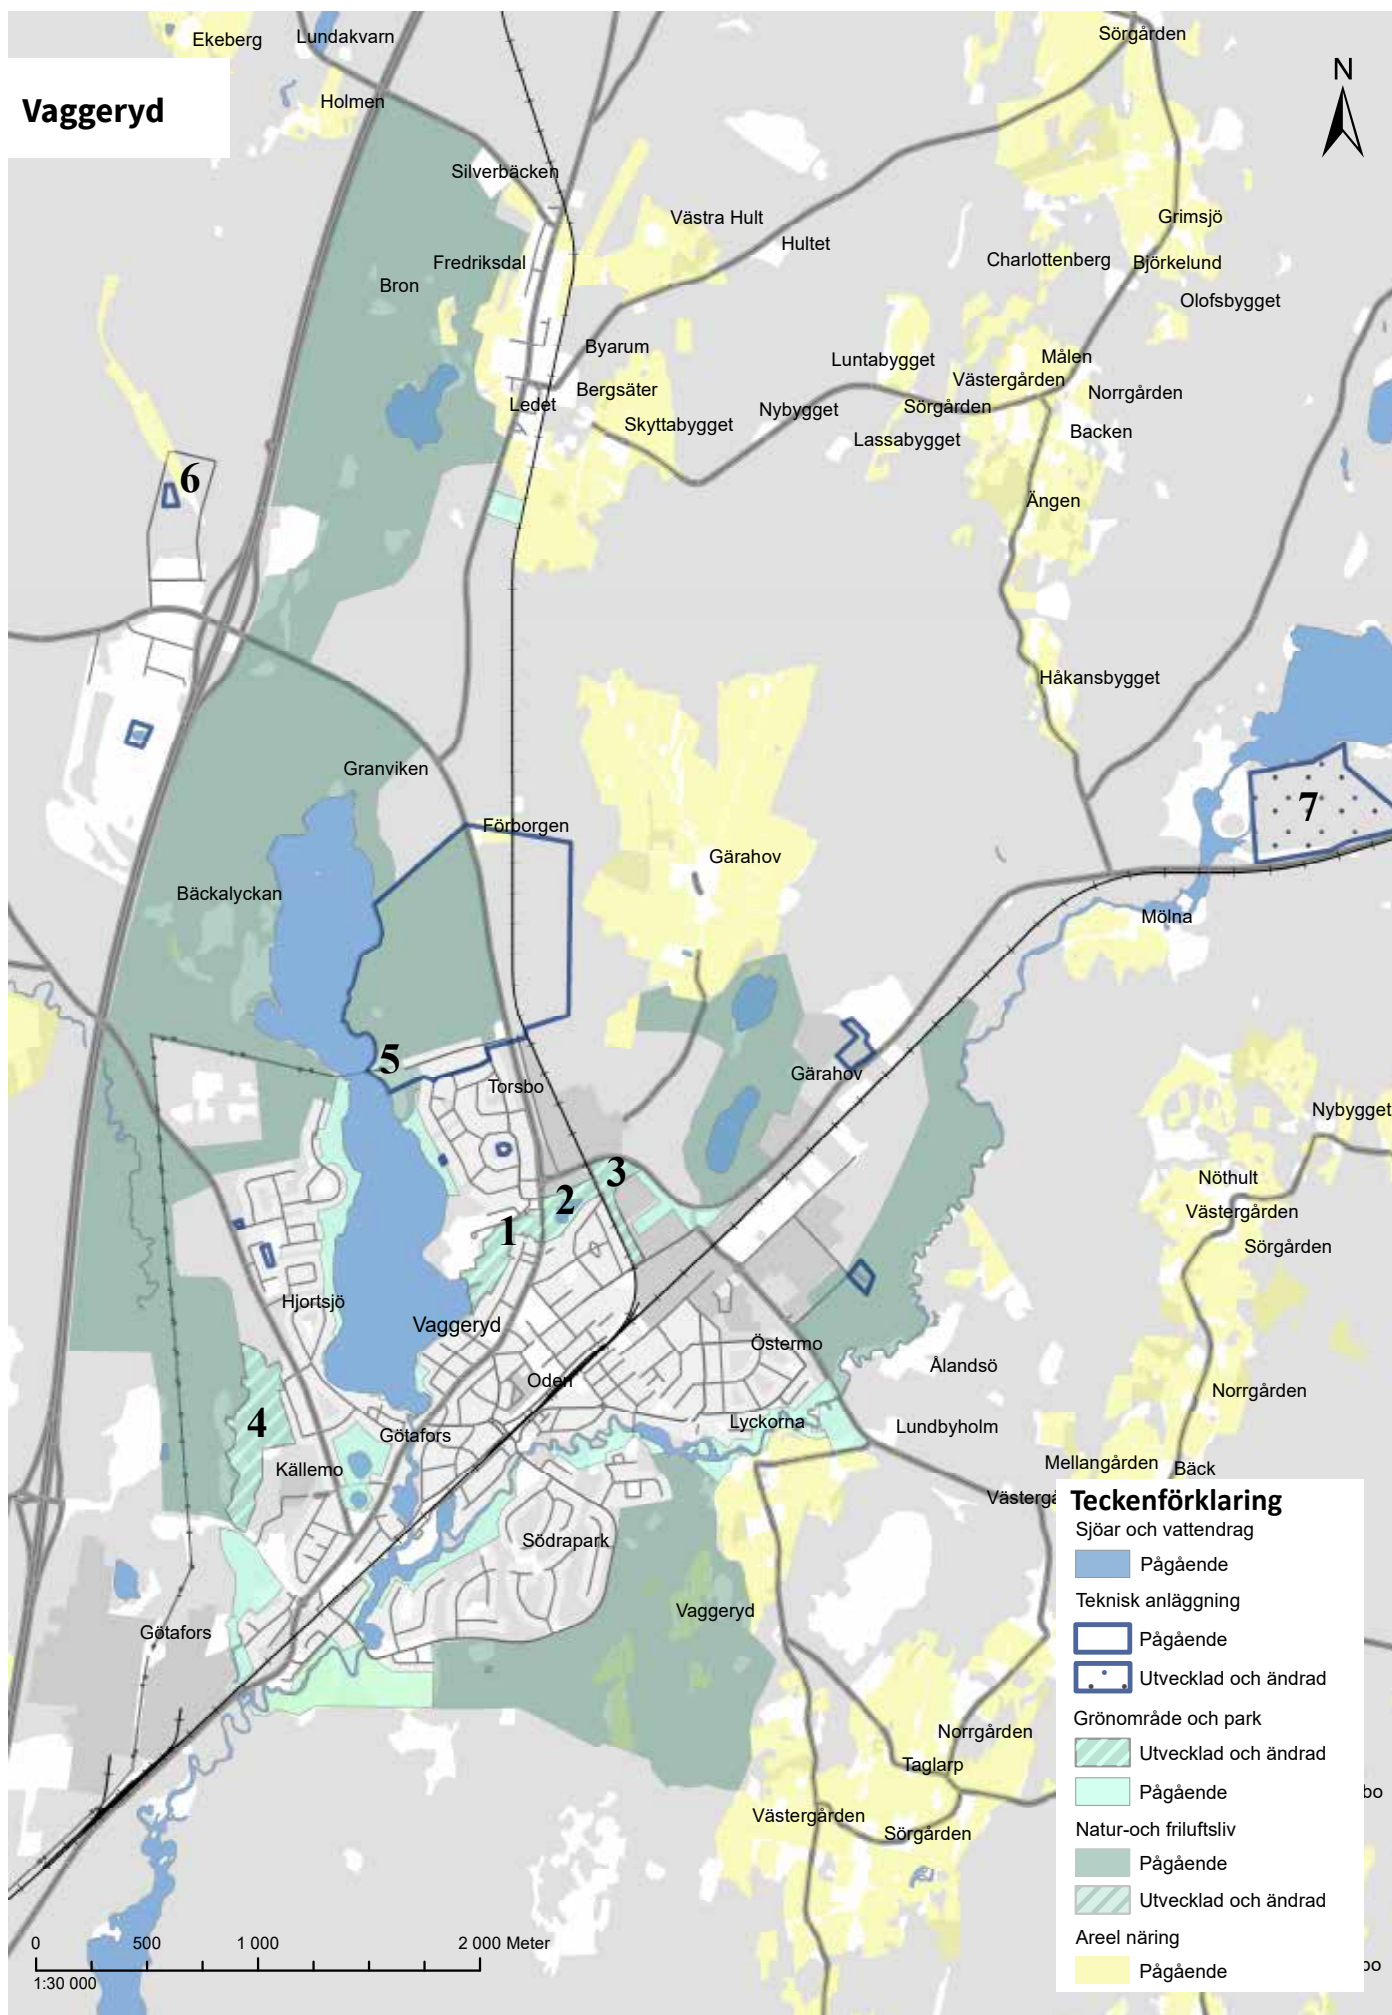 Ekeberg
Lundakvarn
Sörgården
N
Vaggeryd
Holmen
Silverbäcken
Västra Hult
Grimsjö
Hultet
Fredriksdal
Charlottenberg
Björkelund
Bron
Olofsbygget
Byarum
Luntabygget
Målen
Bergsäter
Västergården
Norrgården
Ledet
Nybygget
Sörgården
Skyttabygget
Lassabygget
Backen
6
Ängen
Håkansbygget
Granviken
7
Förborgen
Gärahov
Bäckalyckan
Mölna
5
Torsbo
Gärahov
Nybygget
3
2
1
Nöthult
Västergården
Sörgården
Hjortsjö
Vaggeryd
Östermo
Ålandsö
Oden
Norrgården
4
Lyckorna
Lundbyholm
Götafors
Källemo
Mellangården
Bäck
Västergå
Södrapark
Vaggeryd
Götafors
Norrgården
Taglarp
Västergården
Sörgården
bo
bo
Teckenförklaring
Sjöar och vattendrag
Pågående
Teknisk anläggning
Pågående
Utvecklad och ändrad
Grönområde och park
Utvecklad och ändrad
Pågående
Natur-och friluftsliv
Pågående
Utvecklad och ändrad
Areel näring
Pågående
0 500 1 000 2 000 Meter
1:30 000